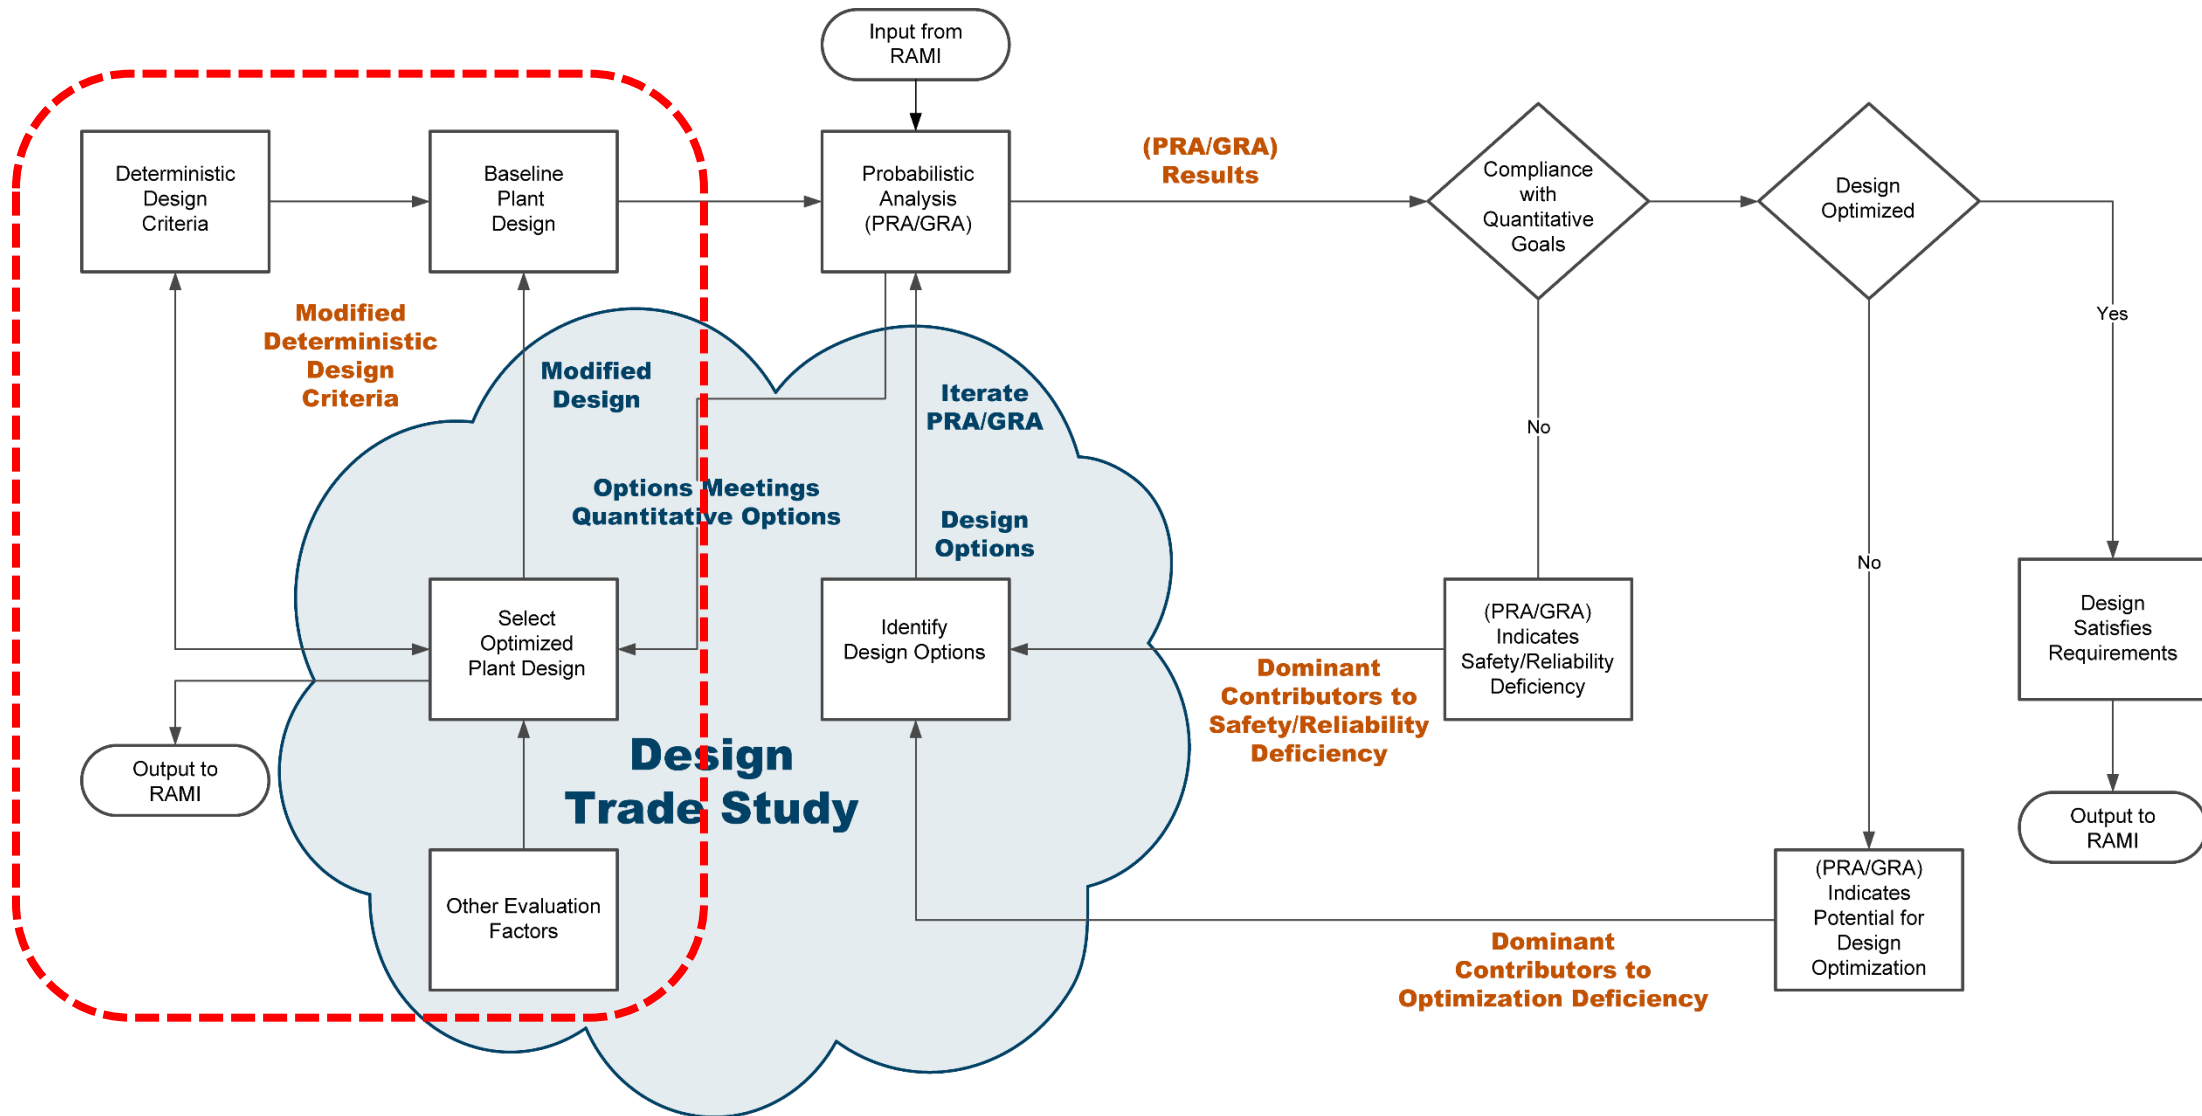 Input from
RAMI
Deterministic
Design
Criteria
Baseline
Plant
Design
Probabilistic
Analysis
(PRA/GRA)
(PRA/GRA)
Results
Compliance
with
Quantitative
Goals
Design
Optimized
Yes
No
No
Modified
Deterministic
Design
Criteria
Modified
Design
Iterate
PRA/GRA
Options Meetings
Quantitative Options
Design
Options
Select
Optimized
Plant Design
Identify
Design Options
(PRA/GRA)
Indicates
Safety/Reliability
Deficiency
Design
Satisfies
Requirements
Dominant
Contributors to
Safety/Reliability
Deficiency
Output to
RAMI
Design
Trade Study
Output to
RAMI
Other Evaluation
Factors
(PRA/GRA)
Indicates
Potential for
Design
Optimization
Dominant
Contributors to
Optimization Deficiency